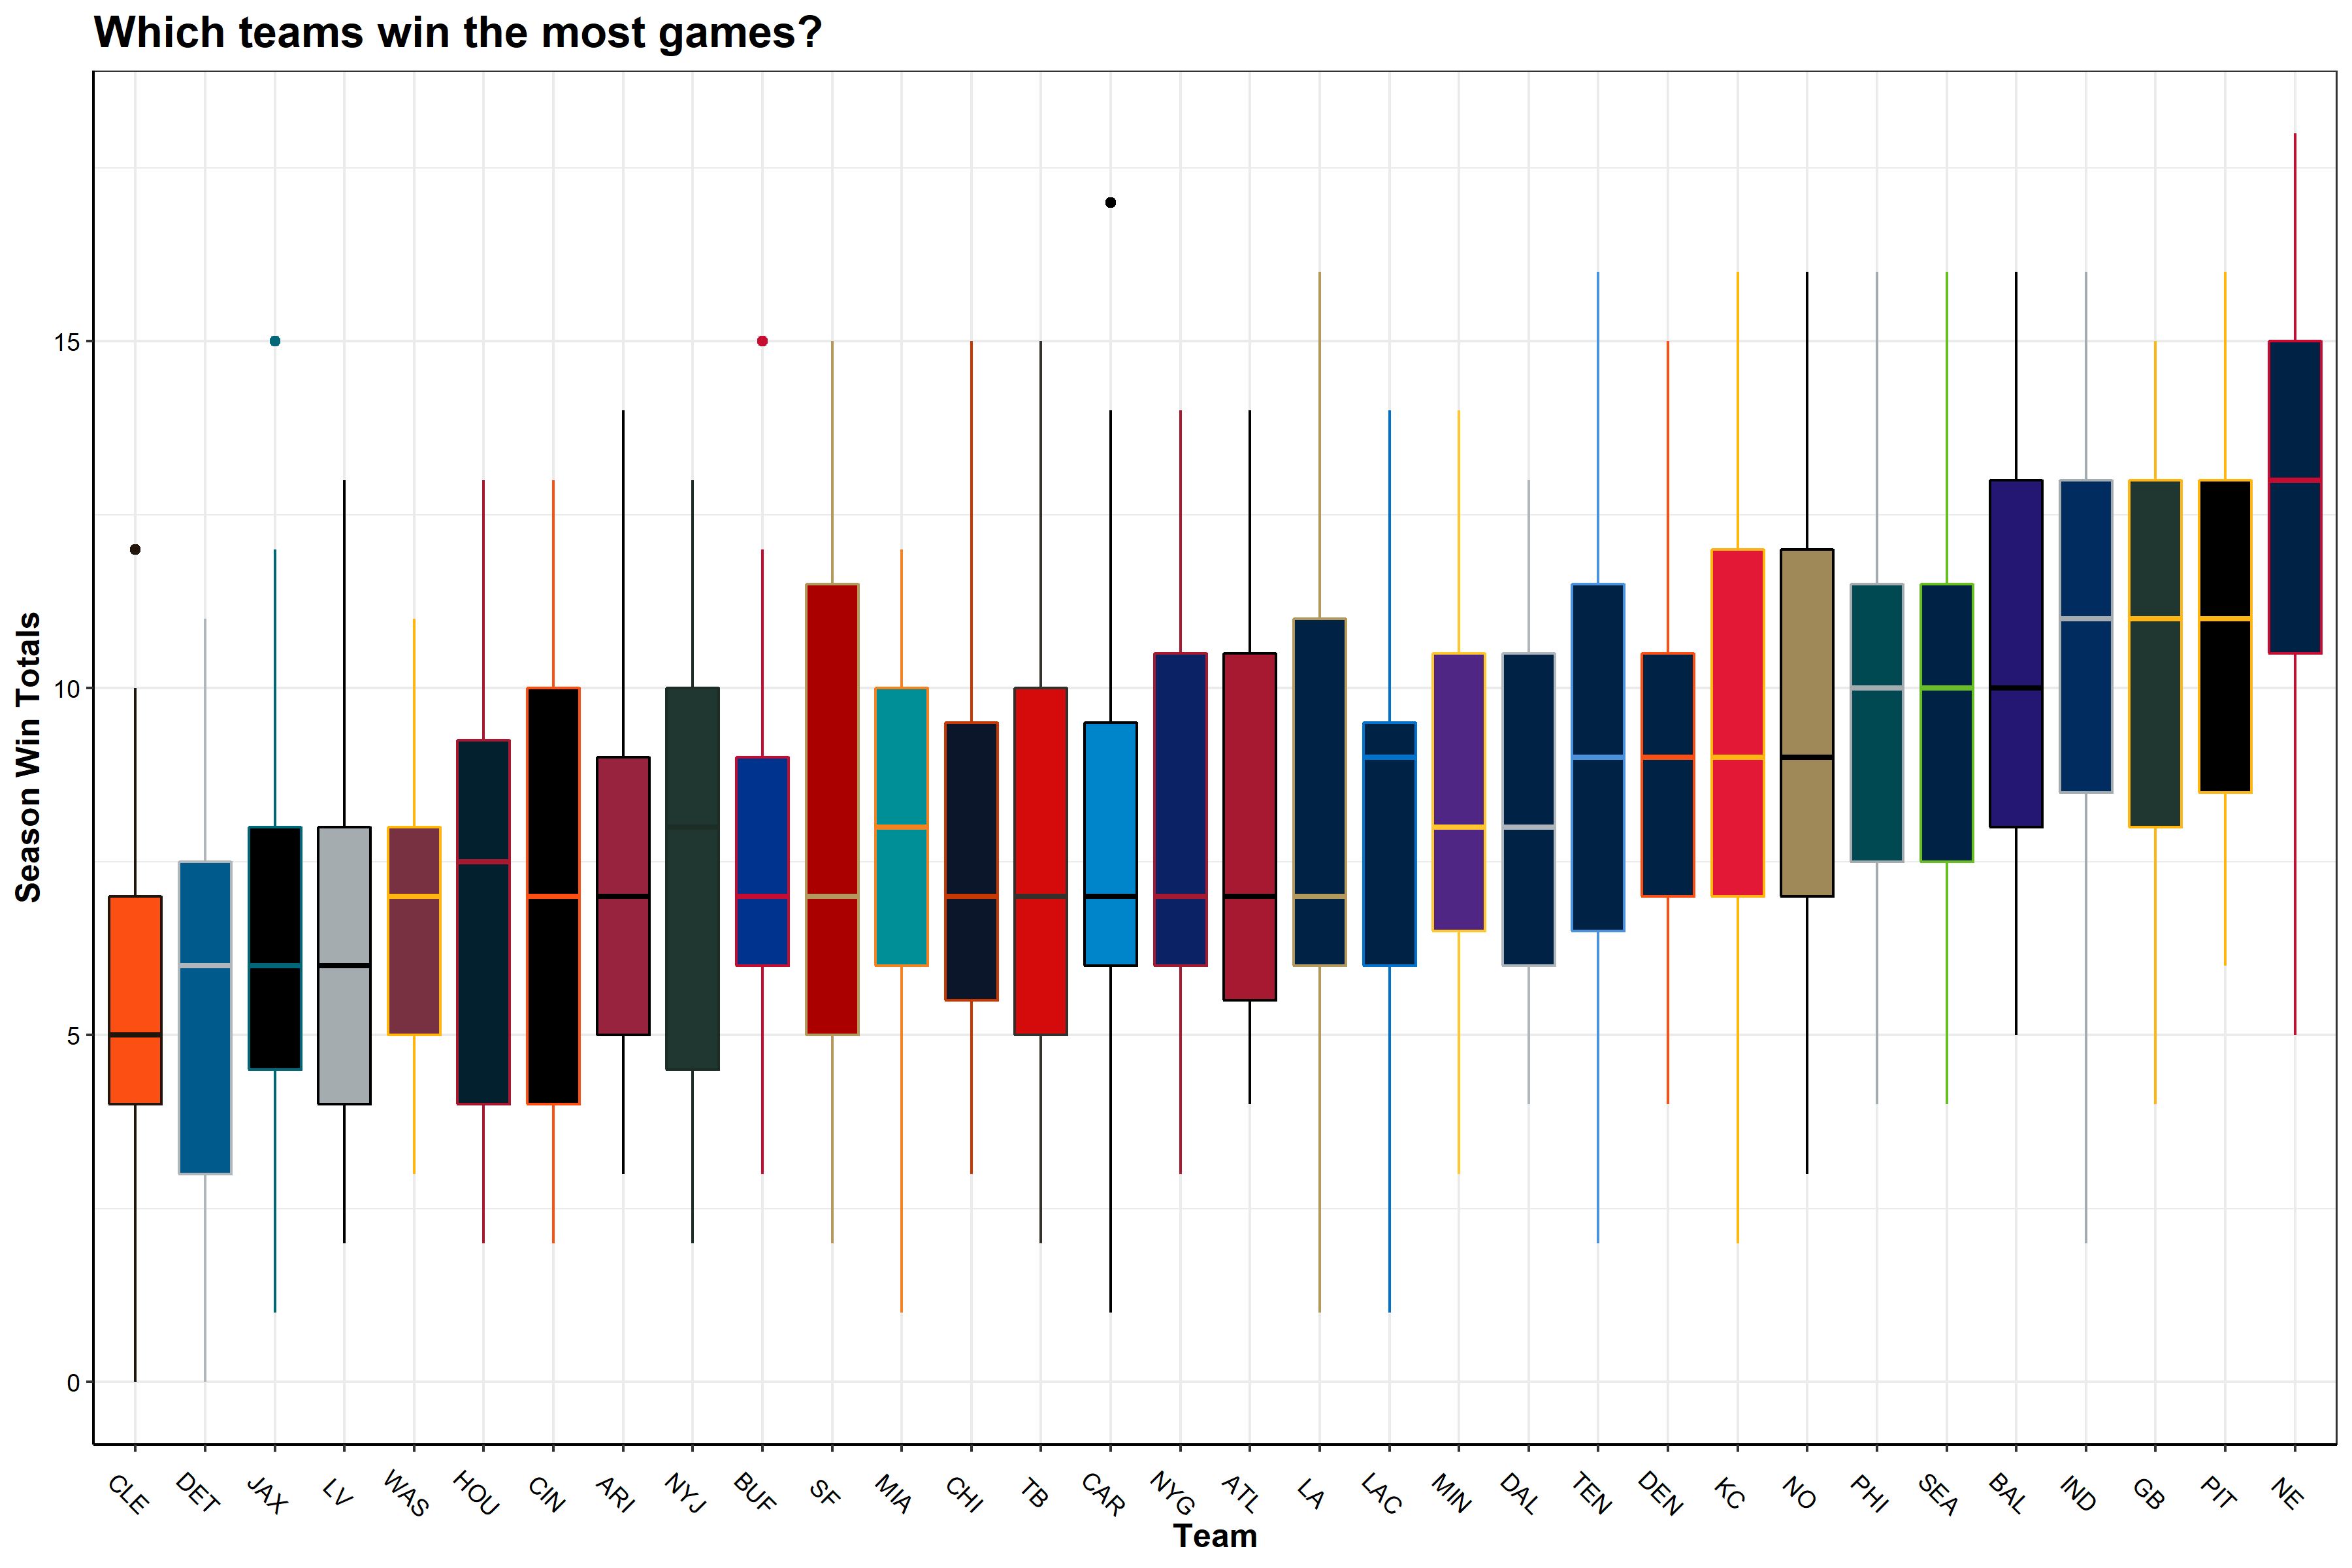 Which teams win the most games?
Season Win Totals
15
10
5
0
CLE DET JAX LV WAS HOU CIN ARI NYJ BUF SF MIA CHI TB CAR NYG ATL LA LAC MIN DAL TEN DEN KC NO PHI SEA BAL IND GB PIT NE
Team